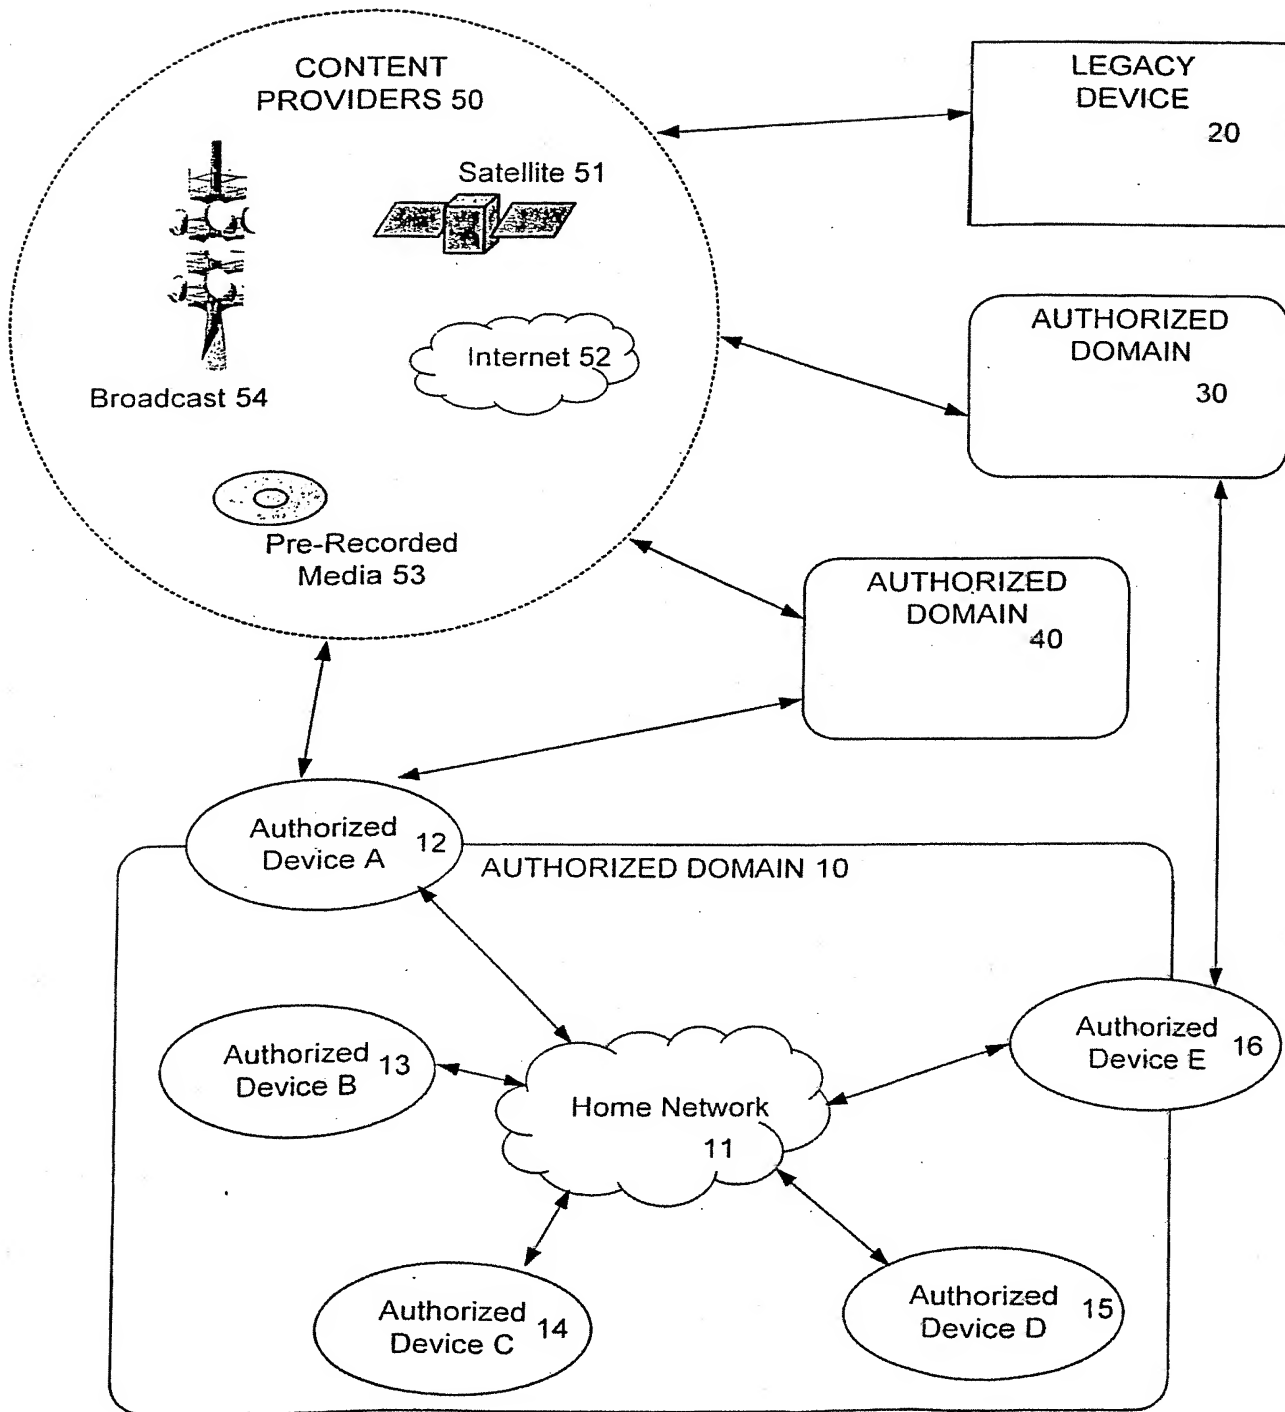 CONTENT
PROVIDERS 50
Satellite 51
Internet 52
Broadcast 54
Pre-Recorded
Media 53
LEGACY
DEVICE
20
AUTHORIZED
DOMAIN
30
AUTHORIZED
DOMAIN
40
Authorized
Device A
12
AUTHORIZED DOMAIN 10
Authorized
Device B
13
Home Network
11
Authorized
Device E
16
Authorized
Device C
14
Authorized
Device D
15